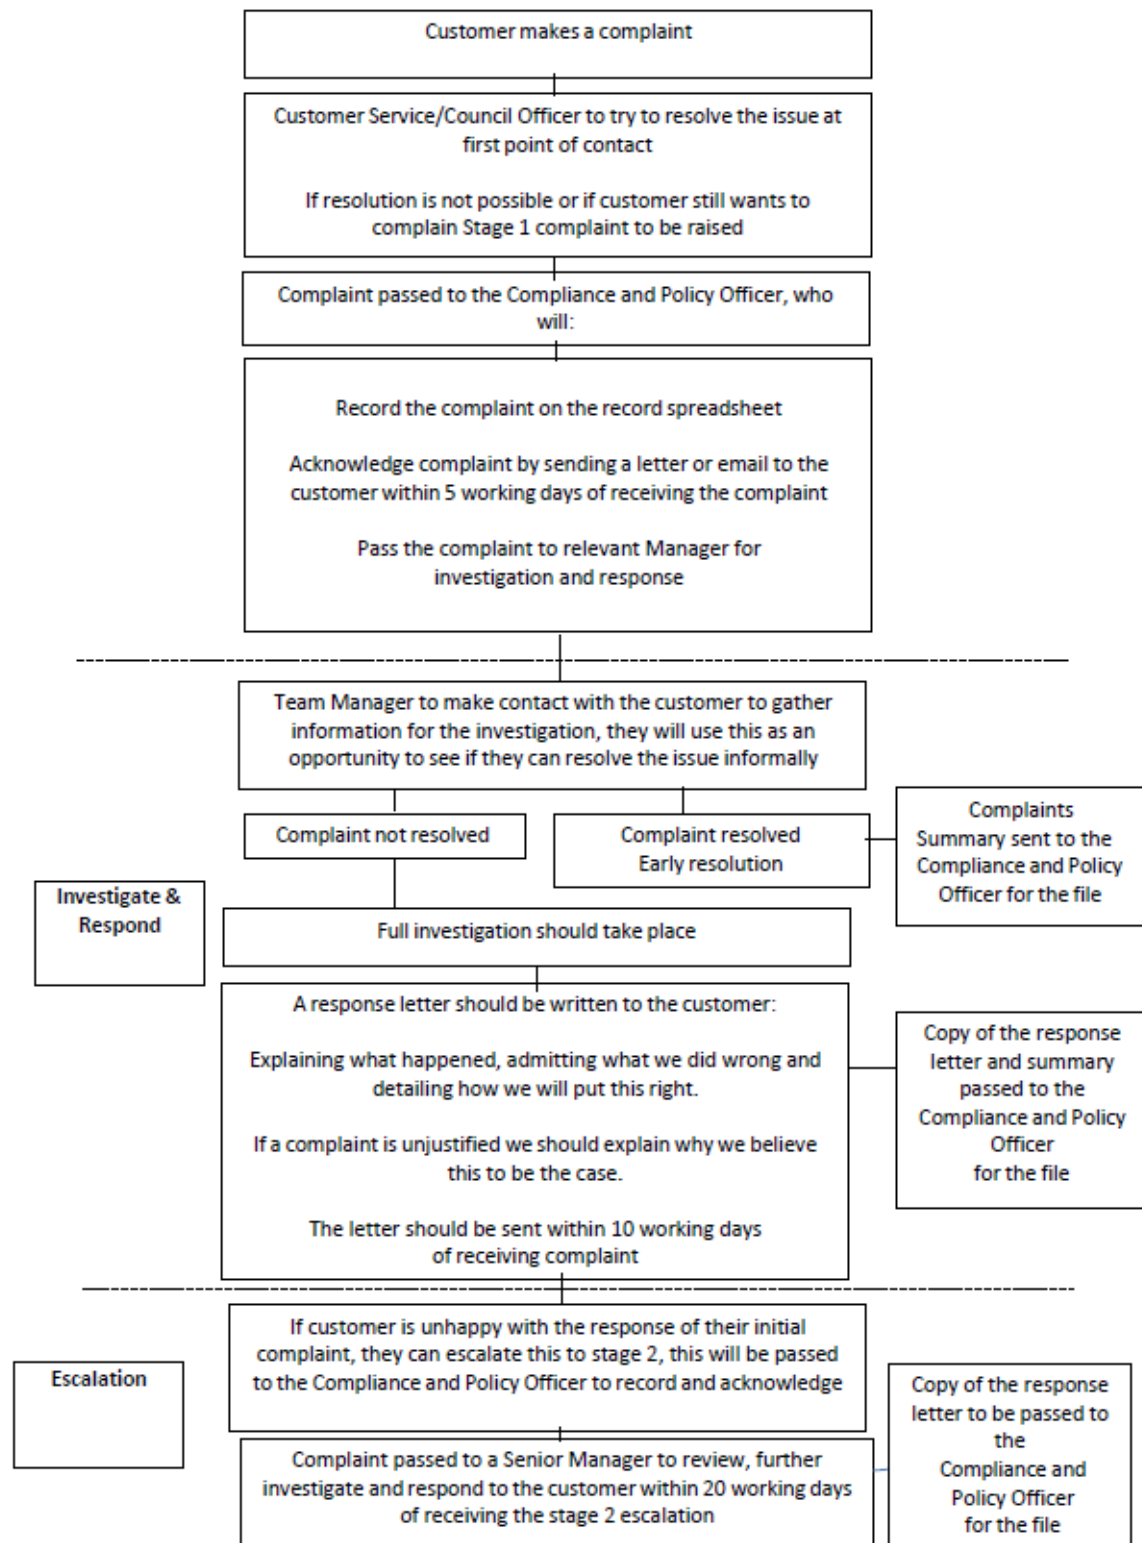 Customer makes a complaint
Customer Service/Council Officer to try to resolve the issue at
first point of contact
If resolution is not possible or if customer still wants to
complain Stage 1 complaint to be raised
Complaint passed to the Compliance and Policy Officer, who
will:
Record the complaint on the record spreadsheet
Acknowledge complaint by sending a letter or email to the
customer within 5 working days of receiving the complaint
Pass the complaint to relevant Manager for
investigation and response
Team Manager to make contact with the customer to gather
information for the investigation, they will use this as an
opportunity to see if they can resolve the issue informally
Complaint not resolved
Complaint resolved
Early resolution
Complaints
Summary sent to the
Compliance and Policy
Officer for the file
Investigate &
Respond
Full investigation should take place
A response letter should be written to the customer:
Explaining what happened, admitting what we did wrong and
detailing how we will put this right.
If a complaint is unjustified we should explain why we believe
this to be the case.
The letter should be sent within 10 working days
of receiving complaint
Copy of the response
letter and summary
passed to the
Compliance and Policy
Officer
for the file
If customer is unhappy with the response of their initial
complaint, they can escalate this to stage 2, this will be passed
to the Compliance and Policy Officer to record and acknowledge
Escalation
Complaint passed to a Senior Manager to review, further
investigate and respond to the customer within 20 working days
of receiving the stage 2 escalation
Copy of the response
letter to be passed to
the
Compliance and
Policy Officer
for the file